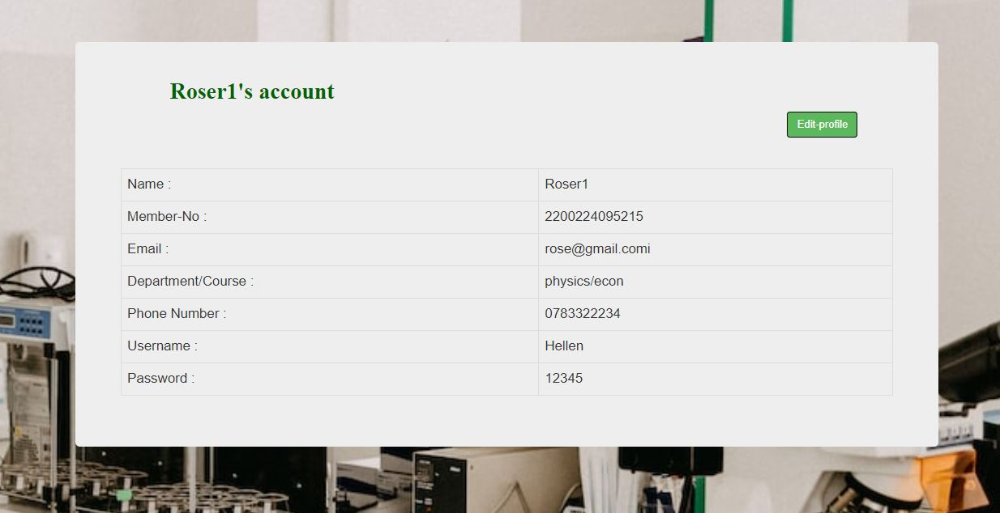 Roser1's account
Edit-profile
Name : Roser1
Member-No : 2200224095215
Email : rose@gmail.comi
Department/Course : physics/econ
Phone Number : 0783322234
Username : Hellen
Password : 12345